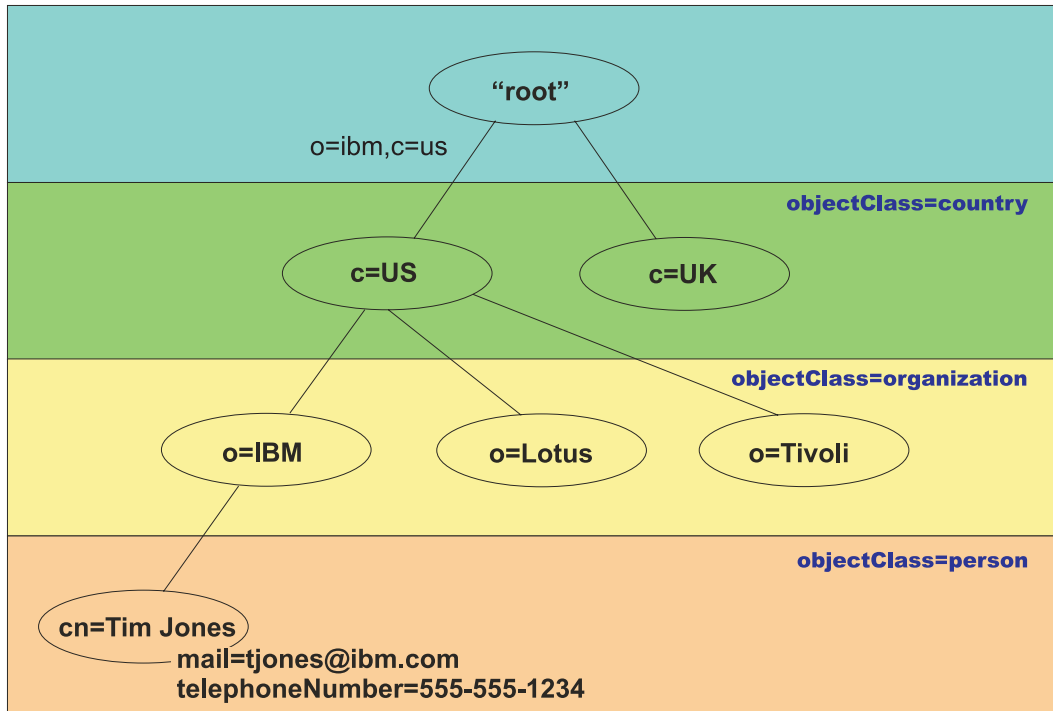 “root”
o=ibm,c=us
objectClass=country
c=US
c=UK
objectClass=organization
o=IBM
o=Lotus
o=Tivoli
objectClass=person
cn=Tim Jones
mail=tjones@ibm.com
telephoneNumber=555-555-1234